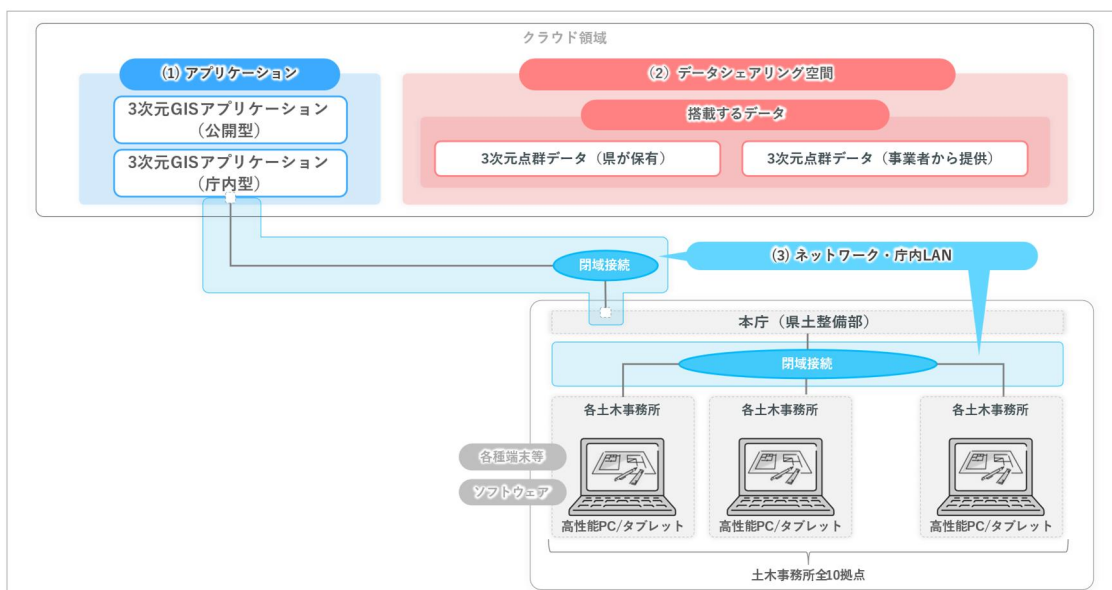 クラウド領域
(1) アプリケーション
3次元GISアプリケーション
（公開型）
3次元GISアプリケーション
（庁内型）
(2) データシェアリング空間
搭載するデータ
3次元点群データ（県が保有）
3次元点群データ（事業者から提供）
閉域接続
(3) ネットワーク・庁内LAN
本庁（県土整備部）
閉域接続
各土木事務所
各土木事務所
各土木事務所
各種端末等
ソフトウェア
高性能PC/タブレット
高性能PC/タブレット
高性能PC/タブレット
土木事務所全10拠点